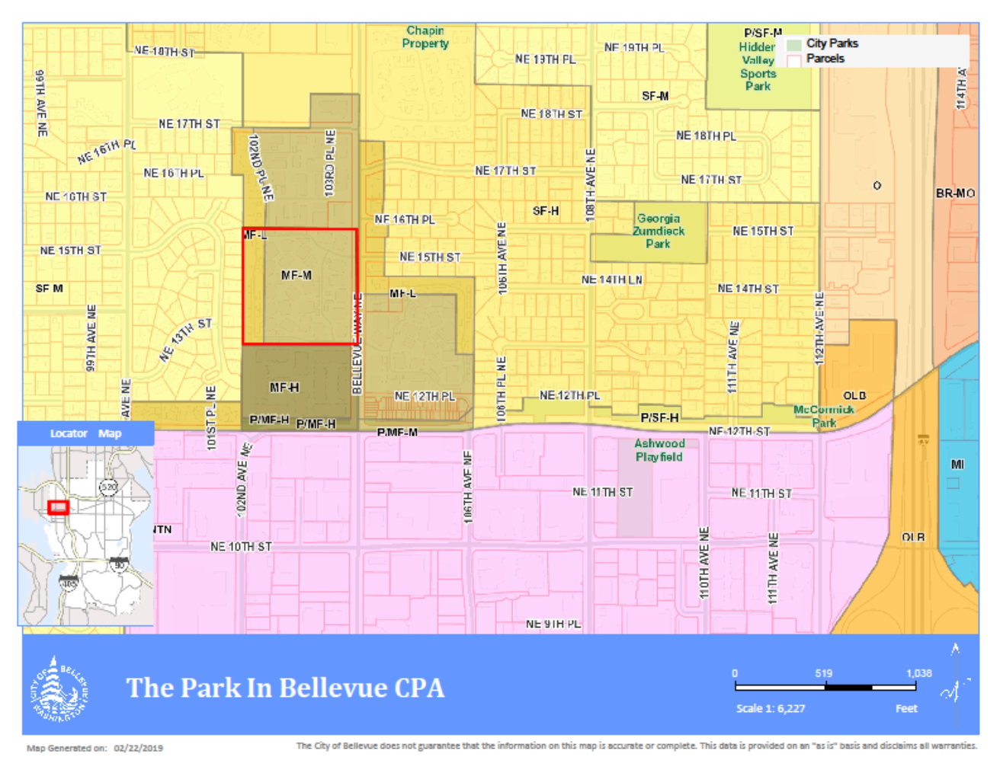 Chapin
Property
P/SF-M
Hidden
Valley
Sports
Park
City Parks
Parcels
NE 18TH ST
NE 19TH PL
NE 19TH PL
99TH AVE NE
114TH A
SF-M
NE 17TH ST
NE 18TH ST
NE 18TH PL
NE 16TH PL
102ND PL NE
103RD PL NE
108TH AVE NE
NE 16TH PL
NE 17TH ST
NE 17TH ST
O
BR-MO
NE 16TH ST
SF-H
NE 16TH PL
Georgia
Zumdieck
Park
NE 15TH ST
MF-L
NE 15TH ST
NE 15TH ST
106TH AVE NE
MF-M
NE 14TH LN
SF M
NE 14TH ST
MF-L
99TH AVE NE
NE 13TH ST
BELLEVUE WAY NE
112TH AVE NE
111TH AVE NE
MF-H
106TH PL NE
NE 12TH PL
NE 12TH PL
OLB
AVE NE
101ST PL NE
P/MF-H
P/MF-H
P/MF-M
P/SF-H
McCormick
Park
NE 12TH ST
Locator Map
Ashwood
Playfield
102ND AVE NE
106TH AVE NE
520
MI
NE 11TH ST
NE 11TH ST
NTN
NE 10TH ST
110TH AVE NE
111TH AVE NE
OLB
90
405
NE 9TH PL
CITY OF BELLEVUE
WASHINGTON
The Park In Bellevue CPA
0 519 1,038
Scale 1: 6,227 Feet
Map Generated on: 02/22/2019
The City of Bellevue does not guarantee that the information on this map is accurate or complete. This data is provided on an "as is" basis and disclaims all warranties.